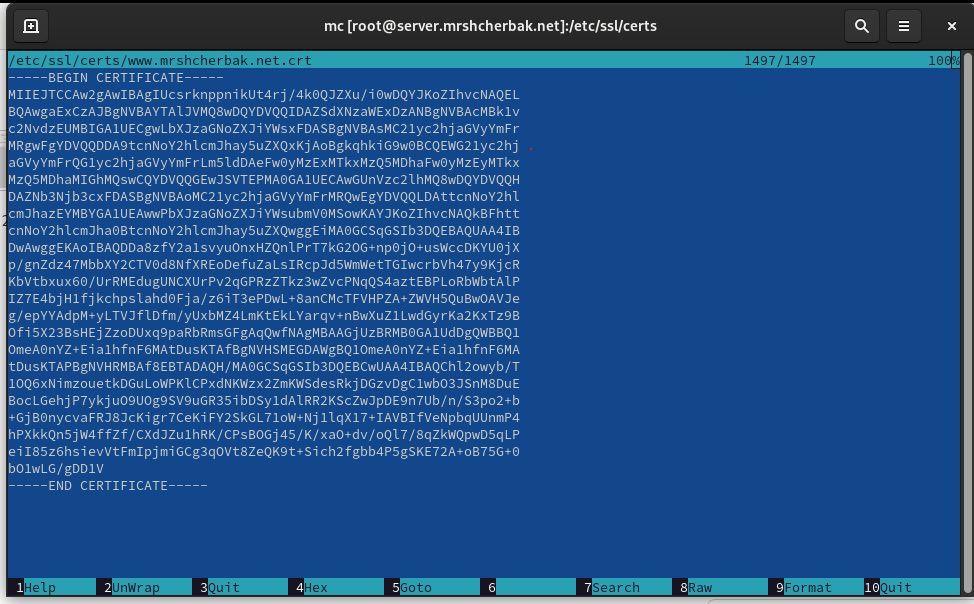 mc [root@server.mrshcherbak.net]:/etc/ssl/certs
/etc/ssl/certs/www.mrshcherbak.net.crt 1497/1497 100%
-----BEGIN CERTIFICATE-----
MIIEJTCCAw2gAwIBAgIUcsrknppnikUt4rj/4k0QJZXu/i0wDQYJKoZIhvcNAQEL
BQAwgaExCzAJBgNVBAYTAlJVMQ8wDQYDVQQIDAZSdXNzaWExDzANBgNVBAcMBk1v
c2NvdzEUMBIGA1UECgwLbXJzaGNoZXJiYWsxFDASBgNVBAsMC21yc2hjaGVyYmFr
MRgwFgYDVQQDDA9tcnNoY2hlcmJhay5uZXQxKjAoBgkqhkiG9w0BCQEWG21yc2hj
aGVyYmFrQG1yc2hjaGVyYmFrLm5ldDAeFw0yMzExMTkxMzQ5MDhaFw0yMzEyMTkx
MzQ5MDhaMIGhMQswCQYDVQQGEwJSVTEPMA0GA1UECAwGUnVzc2lhMQ8wDQYDVQQH
DAZNb3Njb3cxFDASBgNVBAoMC21yc2hjaGVyYmFrMRQwEgYDVQQLDAttcnNoY2hl
cmJhazEYMBYGA1UEAwwPbXJzaGNoZXJiYWsubmV0MSowKAYJKoZIhvcNAQkBFhtt
cnNoY2hlcmJha0BtcnNoY2hlcmJhay5uZXQwggEiMA0GCSqGSIb3DQEBAQUAA4IB
DwAwggEKAoIBAQDDa8zfY2a1svyuOnxHZQnlPrT7kG2OG+np0jO+usWccDKYU0jX
p/gnZdz47MbbXY2CTV0d8NfXREoDefuZaLsIRcpJd5WmWetTGIwcrbVh47y9KjcR
KbVtbxux60/UrRMEdugUNCXUrPv2qGPRzZTkz3wZvcPNqQS4aztEBPLoRbWbtAlP
IZ7E4bjH1fjkchpslahd0Fja/z6iT3ePDwL+8anCMcTFVHPZA+ZWVH5QuBwOAVJe
g/epYYAdpM+yLTVJflDfm/yUxbMZ4LmKtEkLYarqv+nBwXuZ1LwdGyrKa2KxTz9B
Ofi5X23BsHEjZzoDUxq9paRbRmsGFgAqQwfNAgMBAAGjUzBRMB0GA1UdDgQWBBQ1
OmeA0nYZ+Eia1hfnF6MAtDusKTAfBgNVHSMEGDAWgBQ1OmeA0nYZ+Eia1hfnF6MA
tDusKTAPBgNVHRMBAf8EBTADAQH/MA0GCSqGSIb3DQEBCwUAA4IBAQChl2owyb/T
1OQ6xNimzouetkDGuLoWPKlCPxdNKWzx2ZmKWSdesRkjDGzvDgC1wbO3JSnM8DuE
BocLGehjP7ykjuO9UOg9SV9uGR35ibDSy1dAlRR2KScZwJpDE9n7Ub/n/S3po2+b
+GjB0nycvaFRJ8JcKigr7CeKiFY2SkGL71oW+Nj1lqX17+IAVBIfVeNpbqUUnmP4
hPXkkQn5jW4ffZf/CXdJZu1hRK/CPsBOGj45/K/xaO+dv/oQl7/8qZkWQpwD5qLP
eiI85z6hsievVtFmIpjmiGCg3qOVt8ZeQK9t+Sich2fgbb4P5gSKE72A+oB75G+0
bO1wLG/gDD1V
-----END CERTIFICATE-----
1Help 2UnWrap 3Quit 4Hex 5Goto 6 7Search 8Raw 9Format 10Quit